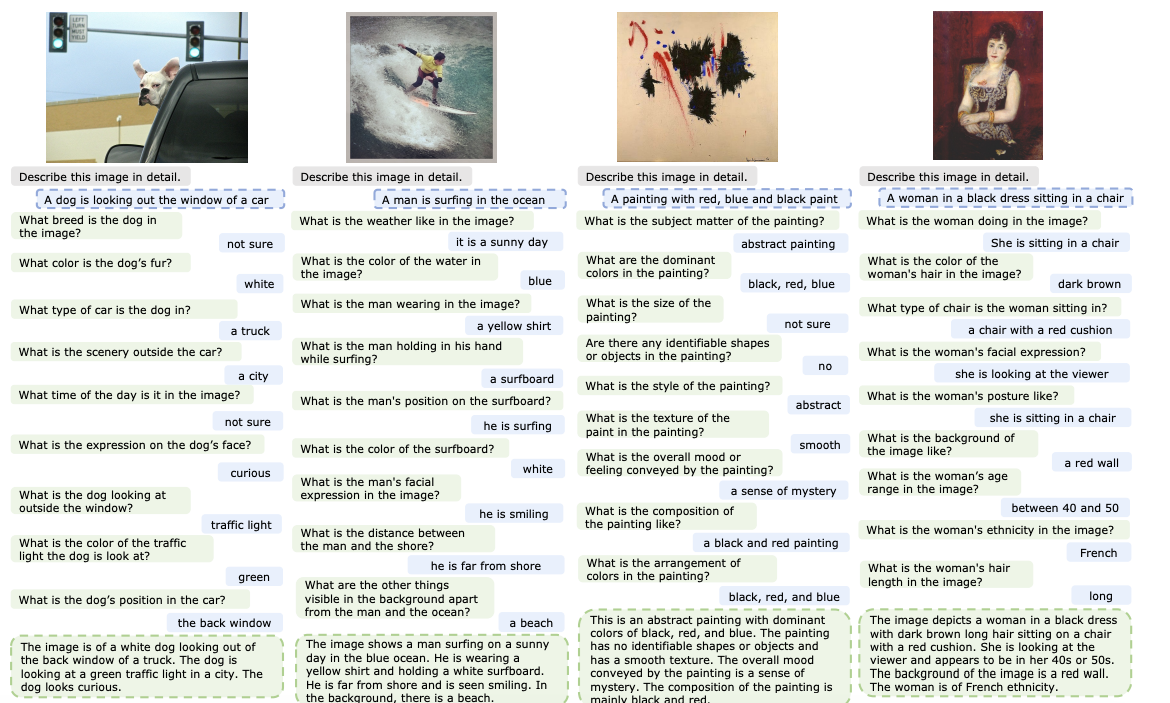 LEFT
TURN
MUST
YIELD
Describe this image in detail.
A dog is looking out the window of a car
What breed is the dog in
the image?
not sure
What color is the dog’s fur?
white
What type of car is the dog in?
a truck
What is the scenery outside the car?
a city
What time of the day is it in the image?
not sure
What is the expression on the dog’s face?
curious
What is the dog looking at
outside the window?
traffic light
What is the color of the traffic
light the dog is look at?
green
What is the dog’s position in the car?
the back window
The image is of a white dog looking out of
the back window of a truck. The dog is
looking at a green traffic light in a city. The
dog looks curious.
Describe this image in detail.
A man is surfing in the ocean
What is the weather like in the image?
it is a sunny day
What is the color of the water in
the image?
blue
What is the man wearing in the image?
a yellow shirt
What is the man holding in his hand
while surfing?
a surfboard
What is the man's position on the surfboard?
he is surfing
What is the color of the surfboard?
white
What is the man's facial
expression in the image?
he is smiling
What is the distance between
the man and the shore?
he is far from shore
What are the other things
visible in the background apart
from the man and the ocean?
a beach
The image shows a man surfing on a sunny
day in the blue ocean. He is wearing a
yellow shirt and holding a white surfboard.
He is far from shore and is seen smiling. In
the background, there is a beach.
Describe this image in detail.
A painting with red, blue and black paint
What is the subject matter of the painting?
abstract painting
What are the dominant
colors in the painting?
black, red, blue
What is the size of the
painting?
not sure
Are there any identifiable shapes
or objects in the painting?
no
What is the style of the painting?
abstract
What is the texture of the
paint in the painting?
smooth
What is the overall mood or
feeling conveyed by the painting?
a sense of mystery
What is the composition of
the painting like?
a black and red painting
What is the arrangement of
colors in the painting?
black, red, and blue
This is an abstract painting with dominant
colors of black, red, and blue. The painting
has no identifiable shapes or objects and
has a smooth texture. The overall mood
conveyed by the painting is a sense of
mystery. The composition of the painting is
mainly black and red.
Describe this image in detail.
A woman in a black dress sitting in a chair
What is the woman doing in the image?
She is sitting in a chair
What is the color of the
woman's hair in the image?
dark brown
What type of chair is the woman sitting in?
a chair with a red cushion
What is the woman's facial expression?
she is looking at the viewer
What is the woman's posture like?
she is sitting in a chair
What is the background of
the image like?
a red wall
What is the woman’s age
range in the image?
between 40 and 50
What is the woman's ethnicity in the image?
French
What is the woman's hair
length in the image?
long
The image depicts a woman in a black dress
with dark brown long hair sitting on a chair
with a red cushion. She is looking at the
viewer and appears to be in her 40s or 50s.
The background of the image is a red wall.
The woman is of French ethnicity.